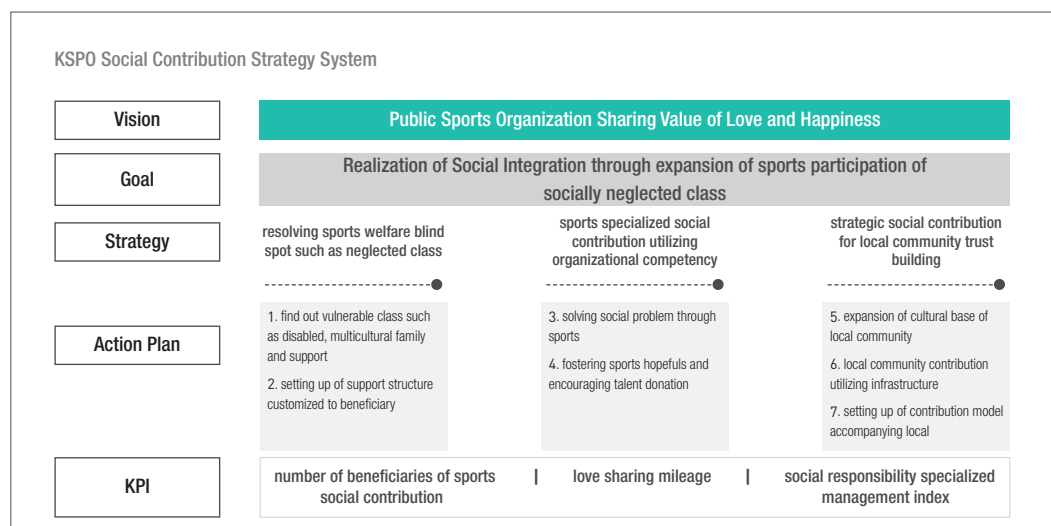 KSPO Social Contribution Strategy System
Vision
Public Sports Organization Sharing Value of Love and Happiness
Goal
Realization of Social Integration through expansion of sports participation of
socially neglected class
Strategy
resolving sports welfare blind
spot such as neglected class
sports specialized social
contribution utilizing
organizational competency
strategic social contribution
for local community trust
building
Action Plan
1. find out vulnerable class such
as disabled, multicultural family
and support
2. setting up of support structure
customized to beneficiary
3. solving social problem through
sports
4. fostering sports hopefuls and
encouraging talent donation
5. expansion of cultural base of
local community
6. local community contribution
utilizing infrastructure
7. setting up of contribution model
accompanying local
KPI
number of beneficiaries of sports
social contribution
|
love sharing mileage
|
social responsibility specialized
management index